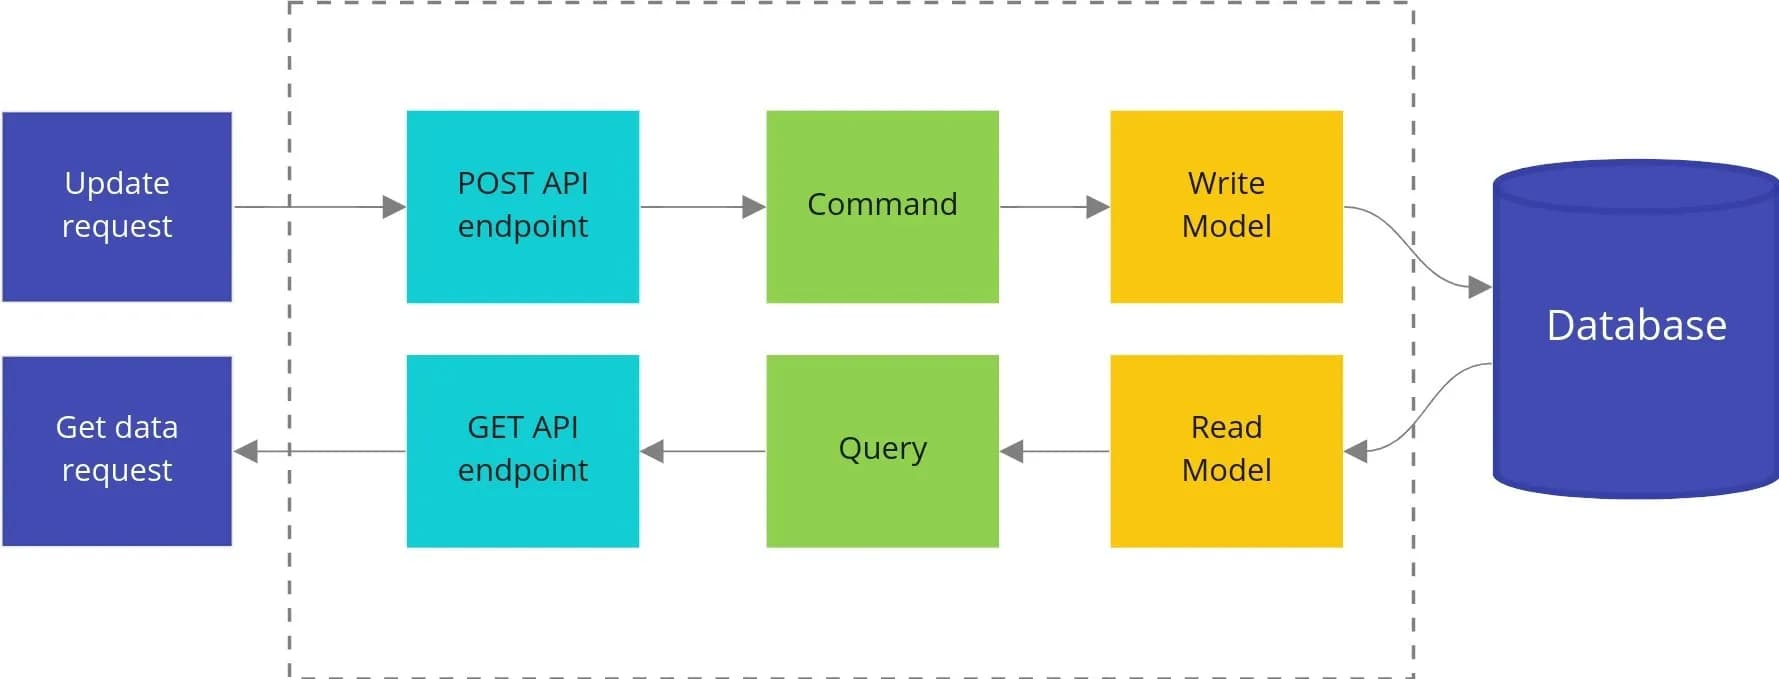 Update
request
POST API
endpoint
Command
Write
Model
Database
Get data
request
GET API
endpoint
Query
Read
Model